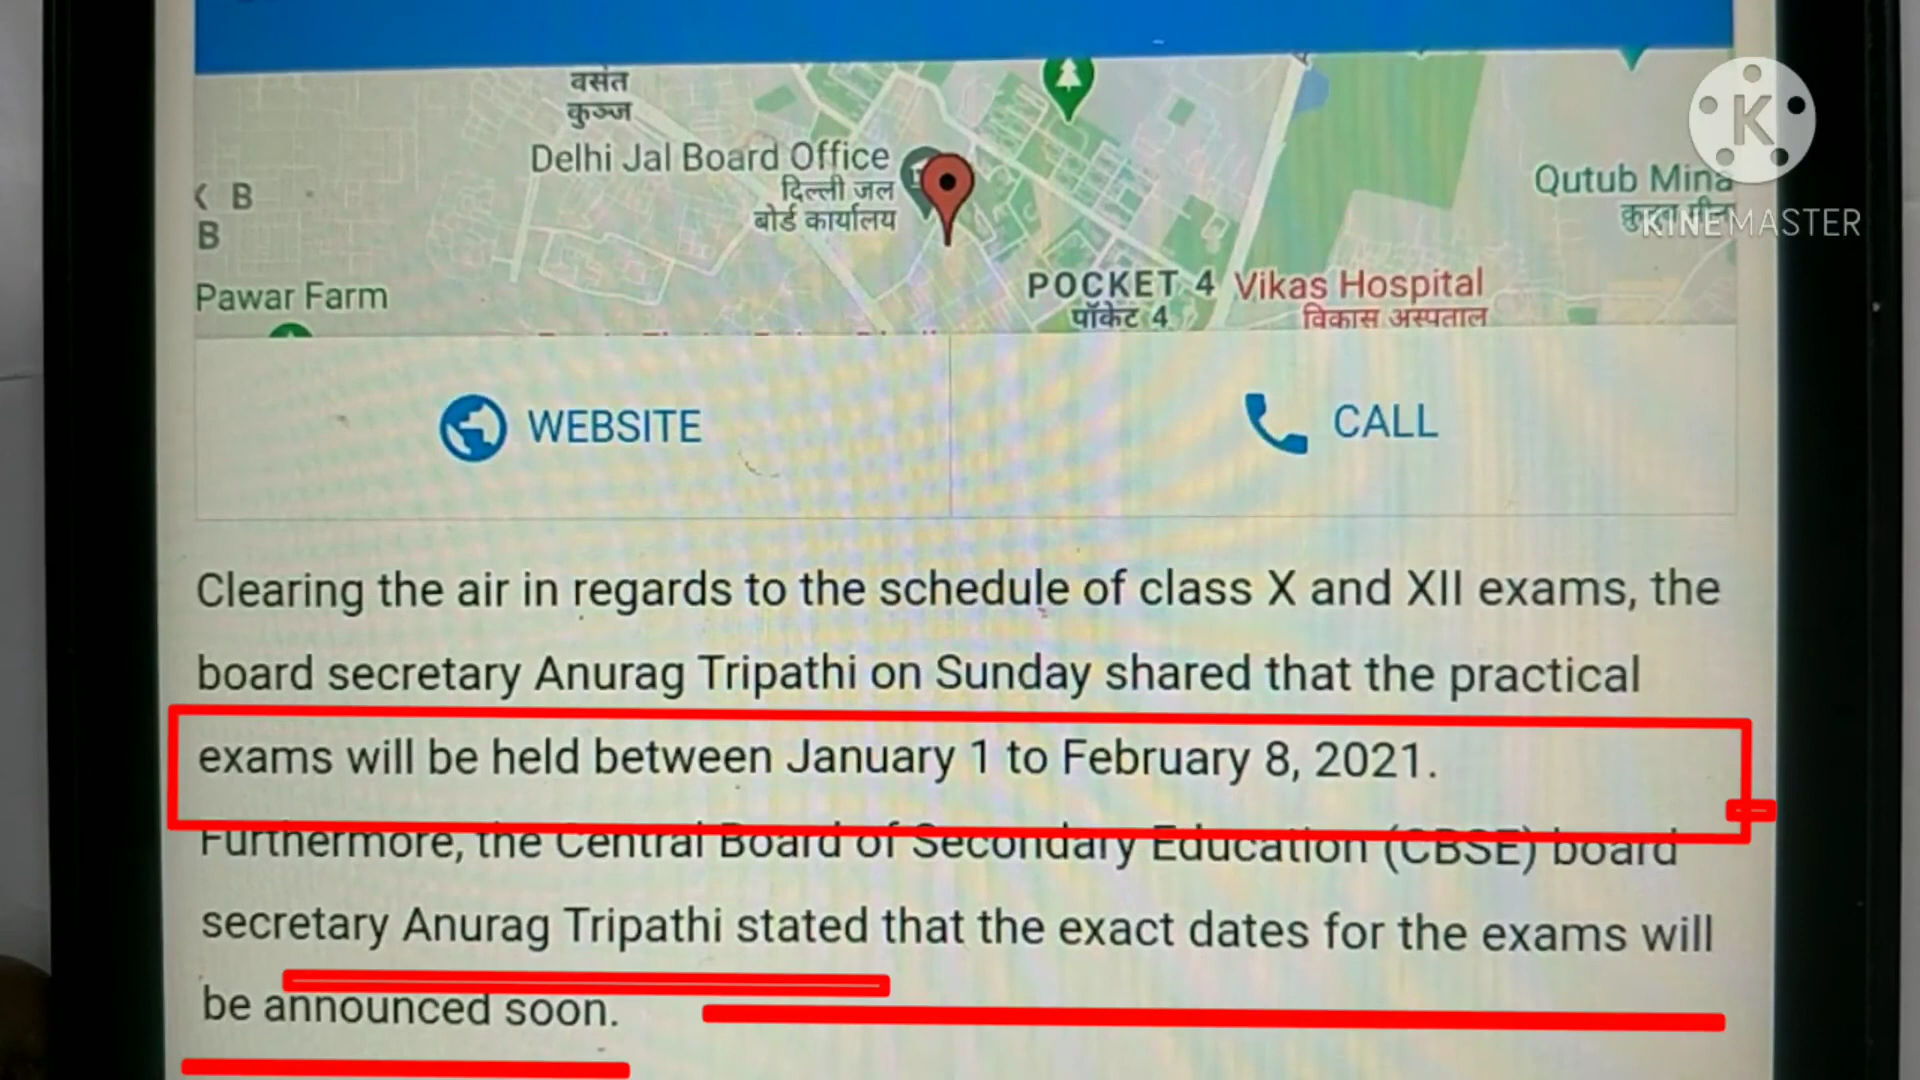 वसंत
कुञ्ज
Delhi Jal Board Office
दिल्ली जल
बोर्ड कार्यालय
K
KINEMASTER
Qutub Mina
B
B
Pawar Farm
POCKET 4
पॉकेट 4
Vikas Hospital
विकास अस्पताल
WEBSITE
CALL
Clearing the air in regards to the schedule of class X and XII exams, the
board secretary Anurag Tripathi on Sunday shared that the practical
exams will be held between January 1 to February 8, 2021.
Furthermore, the Central Board of Secondary Education (CBSE) board
secretary Anurag Tripathi stated that the exact dates for the exams will
be announced soon.